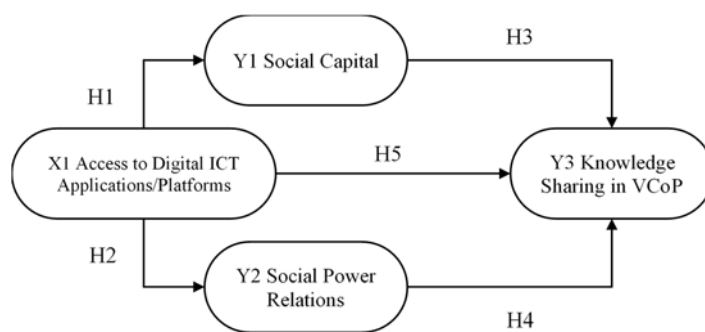 Y1 Social Capital
H3
H1
X1 Access to Digital ICT
Applications/Platforms
H5
Y3 Knowledge
Sharing in VCoP
H2
Y2 Social Power
Relations
H4